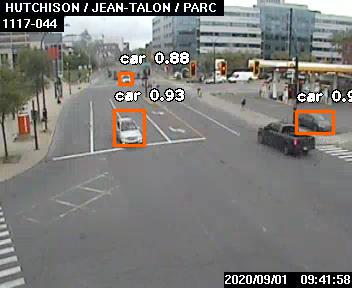 HUTCHISON / JEAN-TALON / PARC
1117-044
car 0.88
car 0.93
car 0.9
2020/09/01 09:41:58